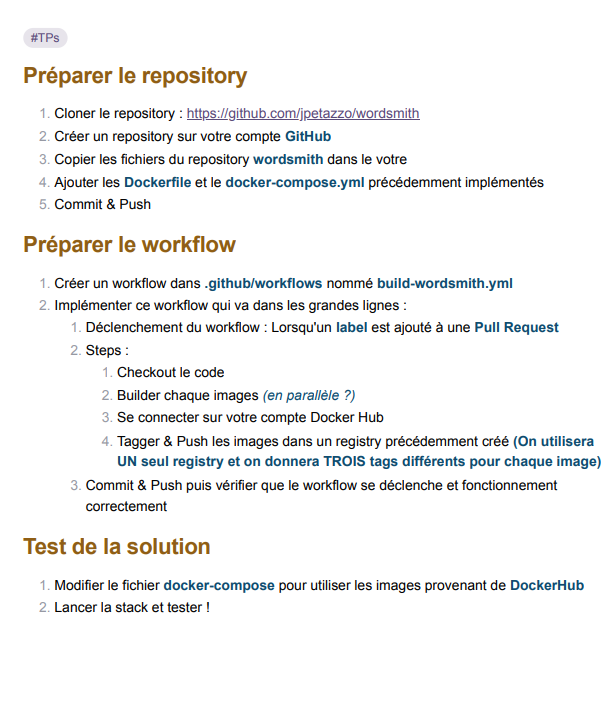 #TPs
Préparer le repository
1. Cloner le repository : https://github.com/jpetazzo/wordsmith
2. Créer un repository sur votre compte GitHub
3. Copier les fichiers du repository wordsmith dans le votre
4. Ajouter les Dockerfile et le docker-compose.yml précédemment implémentés
5. Commit & Push
Préparer le workflow
1. Créer un workflow dans .github/workflows nommé build-wordsmith.yml
2. Implémenter ce workflow qui va dans les grandes lignes :
1. Déclenchement du workflow : Lorsqu'un label est ajouté à une Pull Request
2. Steps :
1. Checkout le code
2. Builder chaque images (en parallèle ?)
3. Se connecter sur votre compte Docker Hub
4. Tagger & Push les images dans un registry précédemment créé (On utilisera
UN seul registry et on donnera TROIS tags différents pour chaque image)
3. Commit & Push puis vérifier que le workflow se déclenche et fonctionnement
correctement
Test de la solution
1. Modifier le fichier docker-compose pour utiliser les images provenant de DockerHub
2. Lancer la stack et tester !